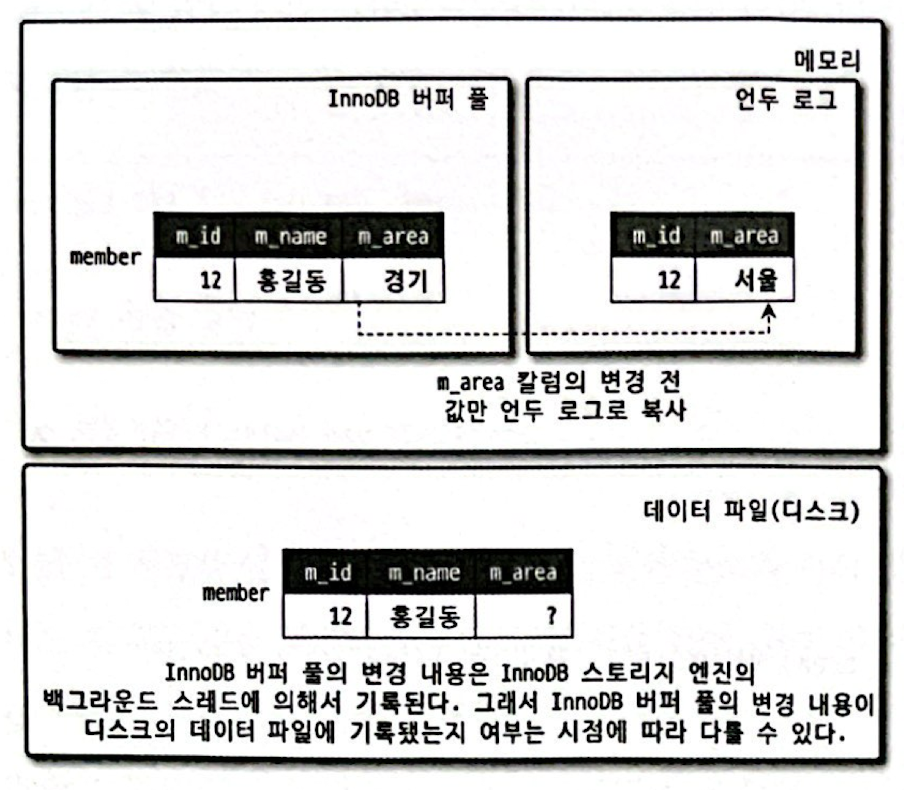 메모리
InnoDB 버퍼 풀
언두 로그
m_id m_name m_area
member
12 홍길동 경기
m_id m_area
12 서울
m_area 칼럼의 변경 전
값만 언두 로그로 복사
데이터 파일(디스크)
m_id m_name m_area
member
12 홍길동 ?
InnoDB 버퍼 풀의 변경 내용은 InnoDB 스토리지 엔진의
백그라운드 스레드에 의해서 기록된다. 그래서 InnoDB 버퍼 풀의 변경 내용이
디스크의 데이터 파일에 기록됐는지 여부는 시점에 따라 다를 수 있다.